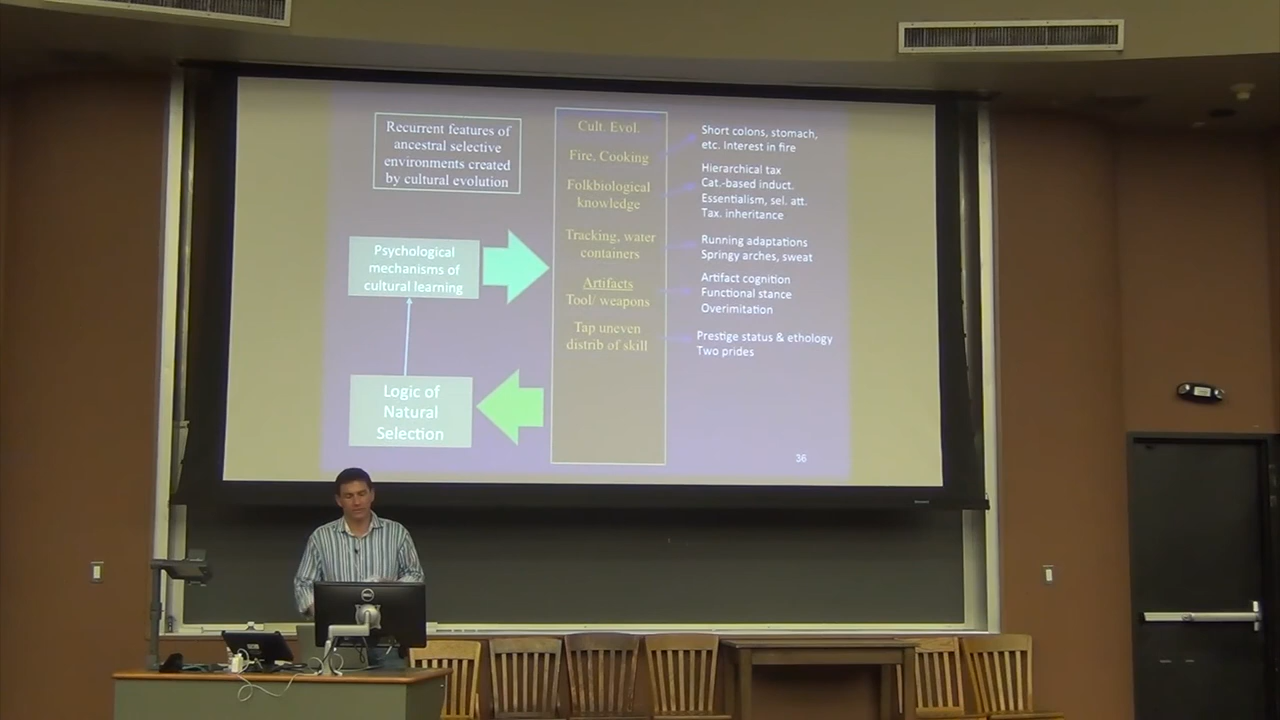 Recurrent features of
ancestral selective
environments created
by cultural evolution
Psychological
mechanisms of
cultural learning
Logic of
Natural
Selection
Cult. Evol.
Fire, Cooking
Folkbiological
knowledge
Tracking, water
containers
Artifacts
Tool/ weapons
Tap uneven
distrib of skill
Short colons, stomach,
etc. Interest in fire
Hierarchical tax
Cat.-based induct.
Essentialism, sel. att.
Tax. inheritance
Running adaptations
Springy arches, sweat
Artifact cognition
Functional stance
Overimitation
Prestige status & ethology
Two prides
36
DELL